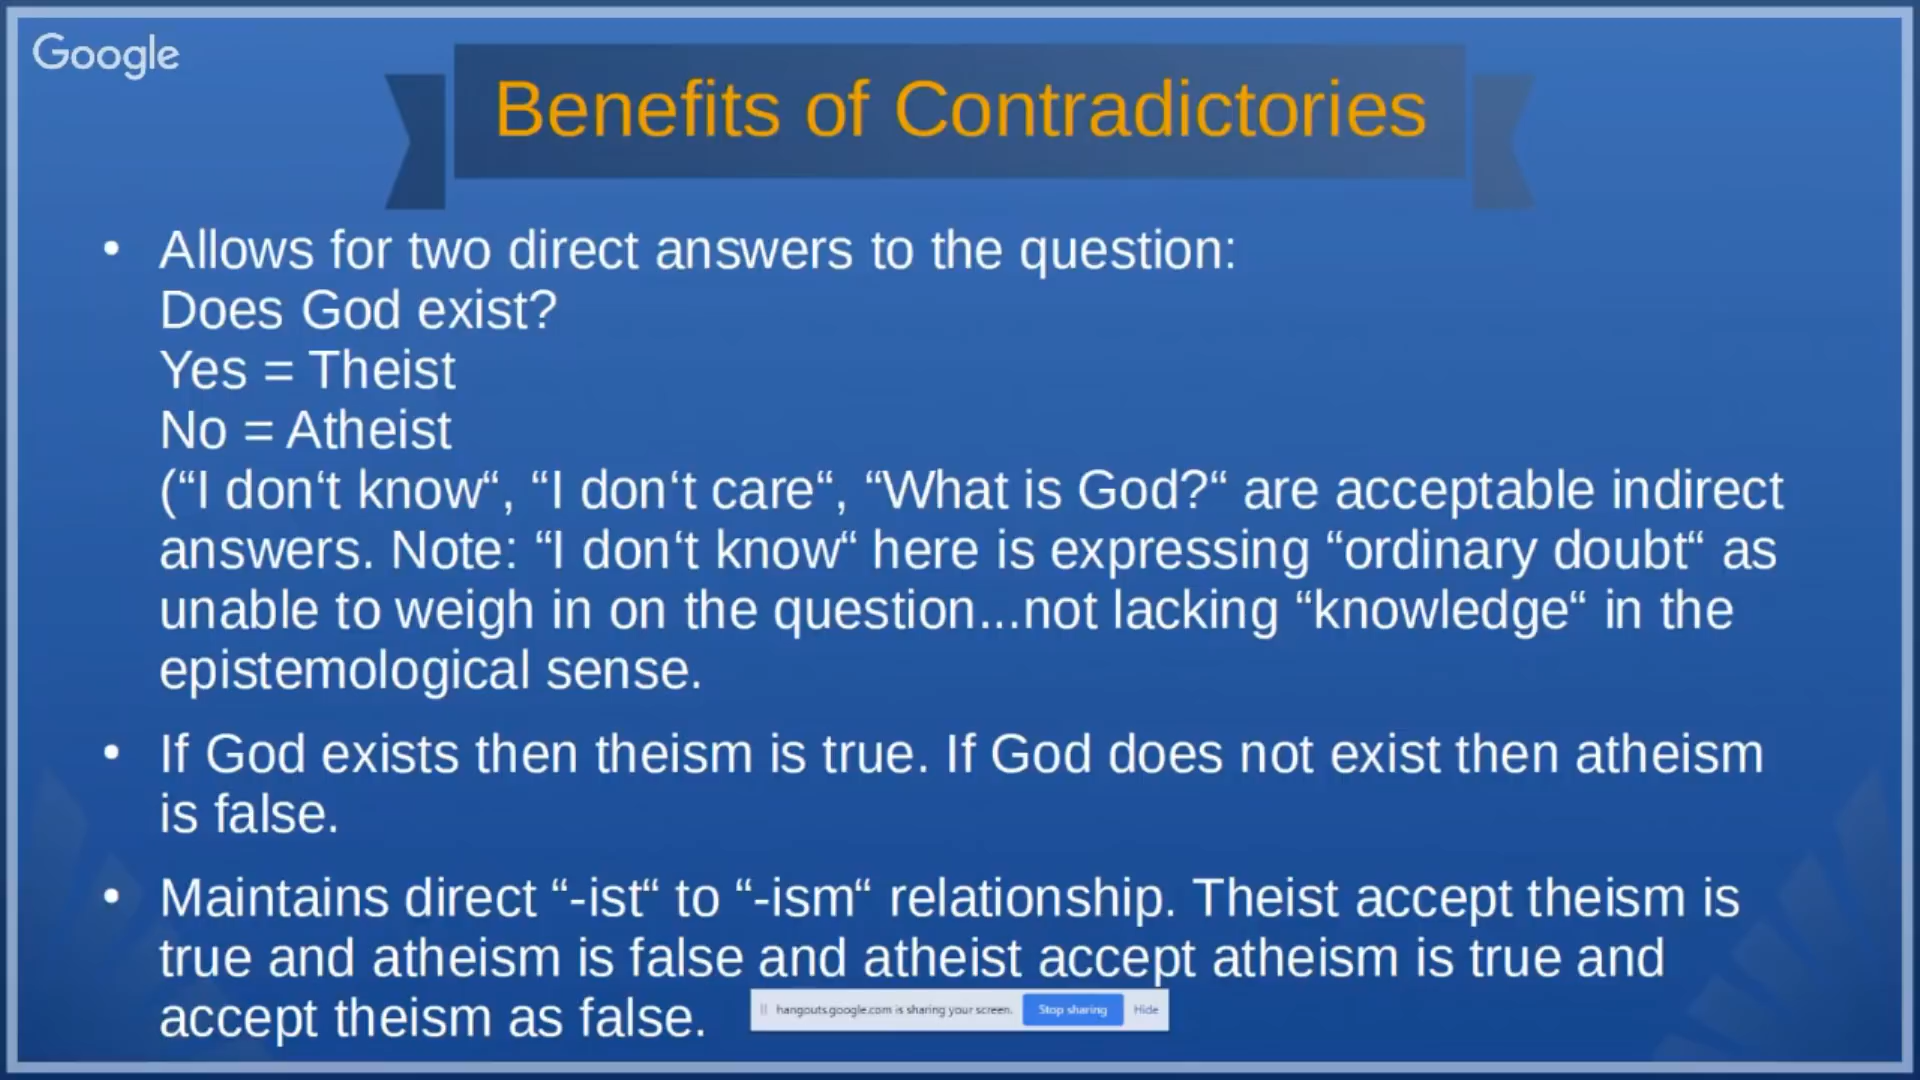 Google
Benefits of Contradictories
• Allows for two direct answers to the question:
Does God exist?
Yes = Theist
No = Atheist
(“I don‘t know“, “I don‘t care“, “What is God?“ are acceptable indirect
answers. Note: “I don‘t know“ here is expressing “ordinary doubt“ as
unable to weigh in on the question...not lacking “knowledge“ in the
epistemological sense.
• If God exists then theism is true. If God does not exist then atheism
is false.
• Maintains direct “-ist“ to “-ism“ relationship. Theist accept theism is
true and atheism is false and atheist accept atheism is true and
accept theism as false.
hangouts.google.com is sharing your screen. Stop sharing Hide